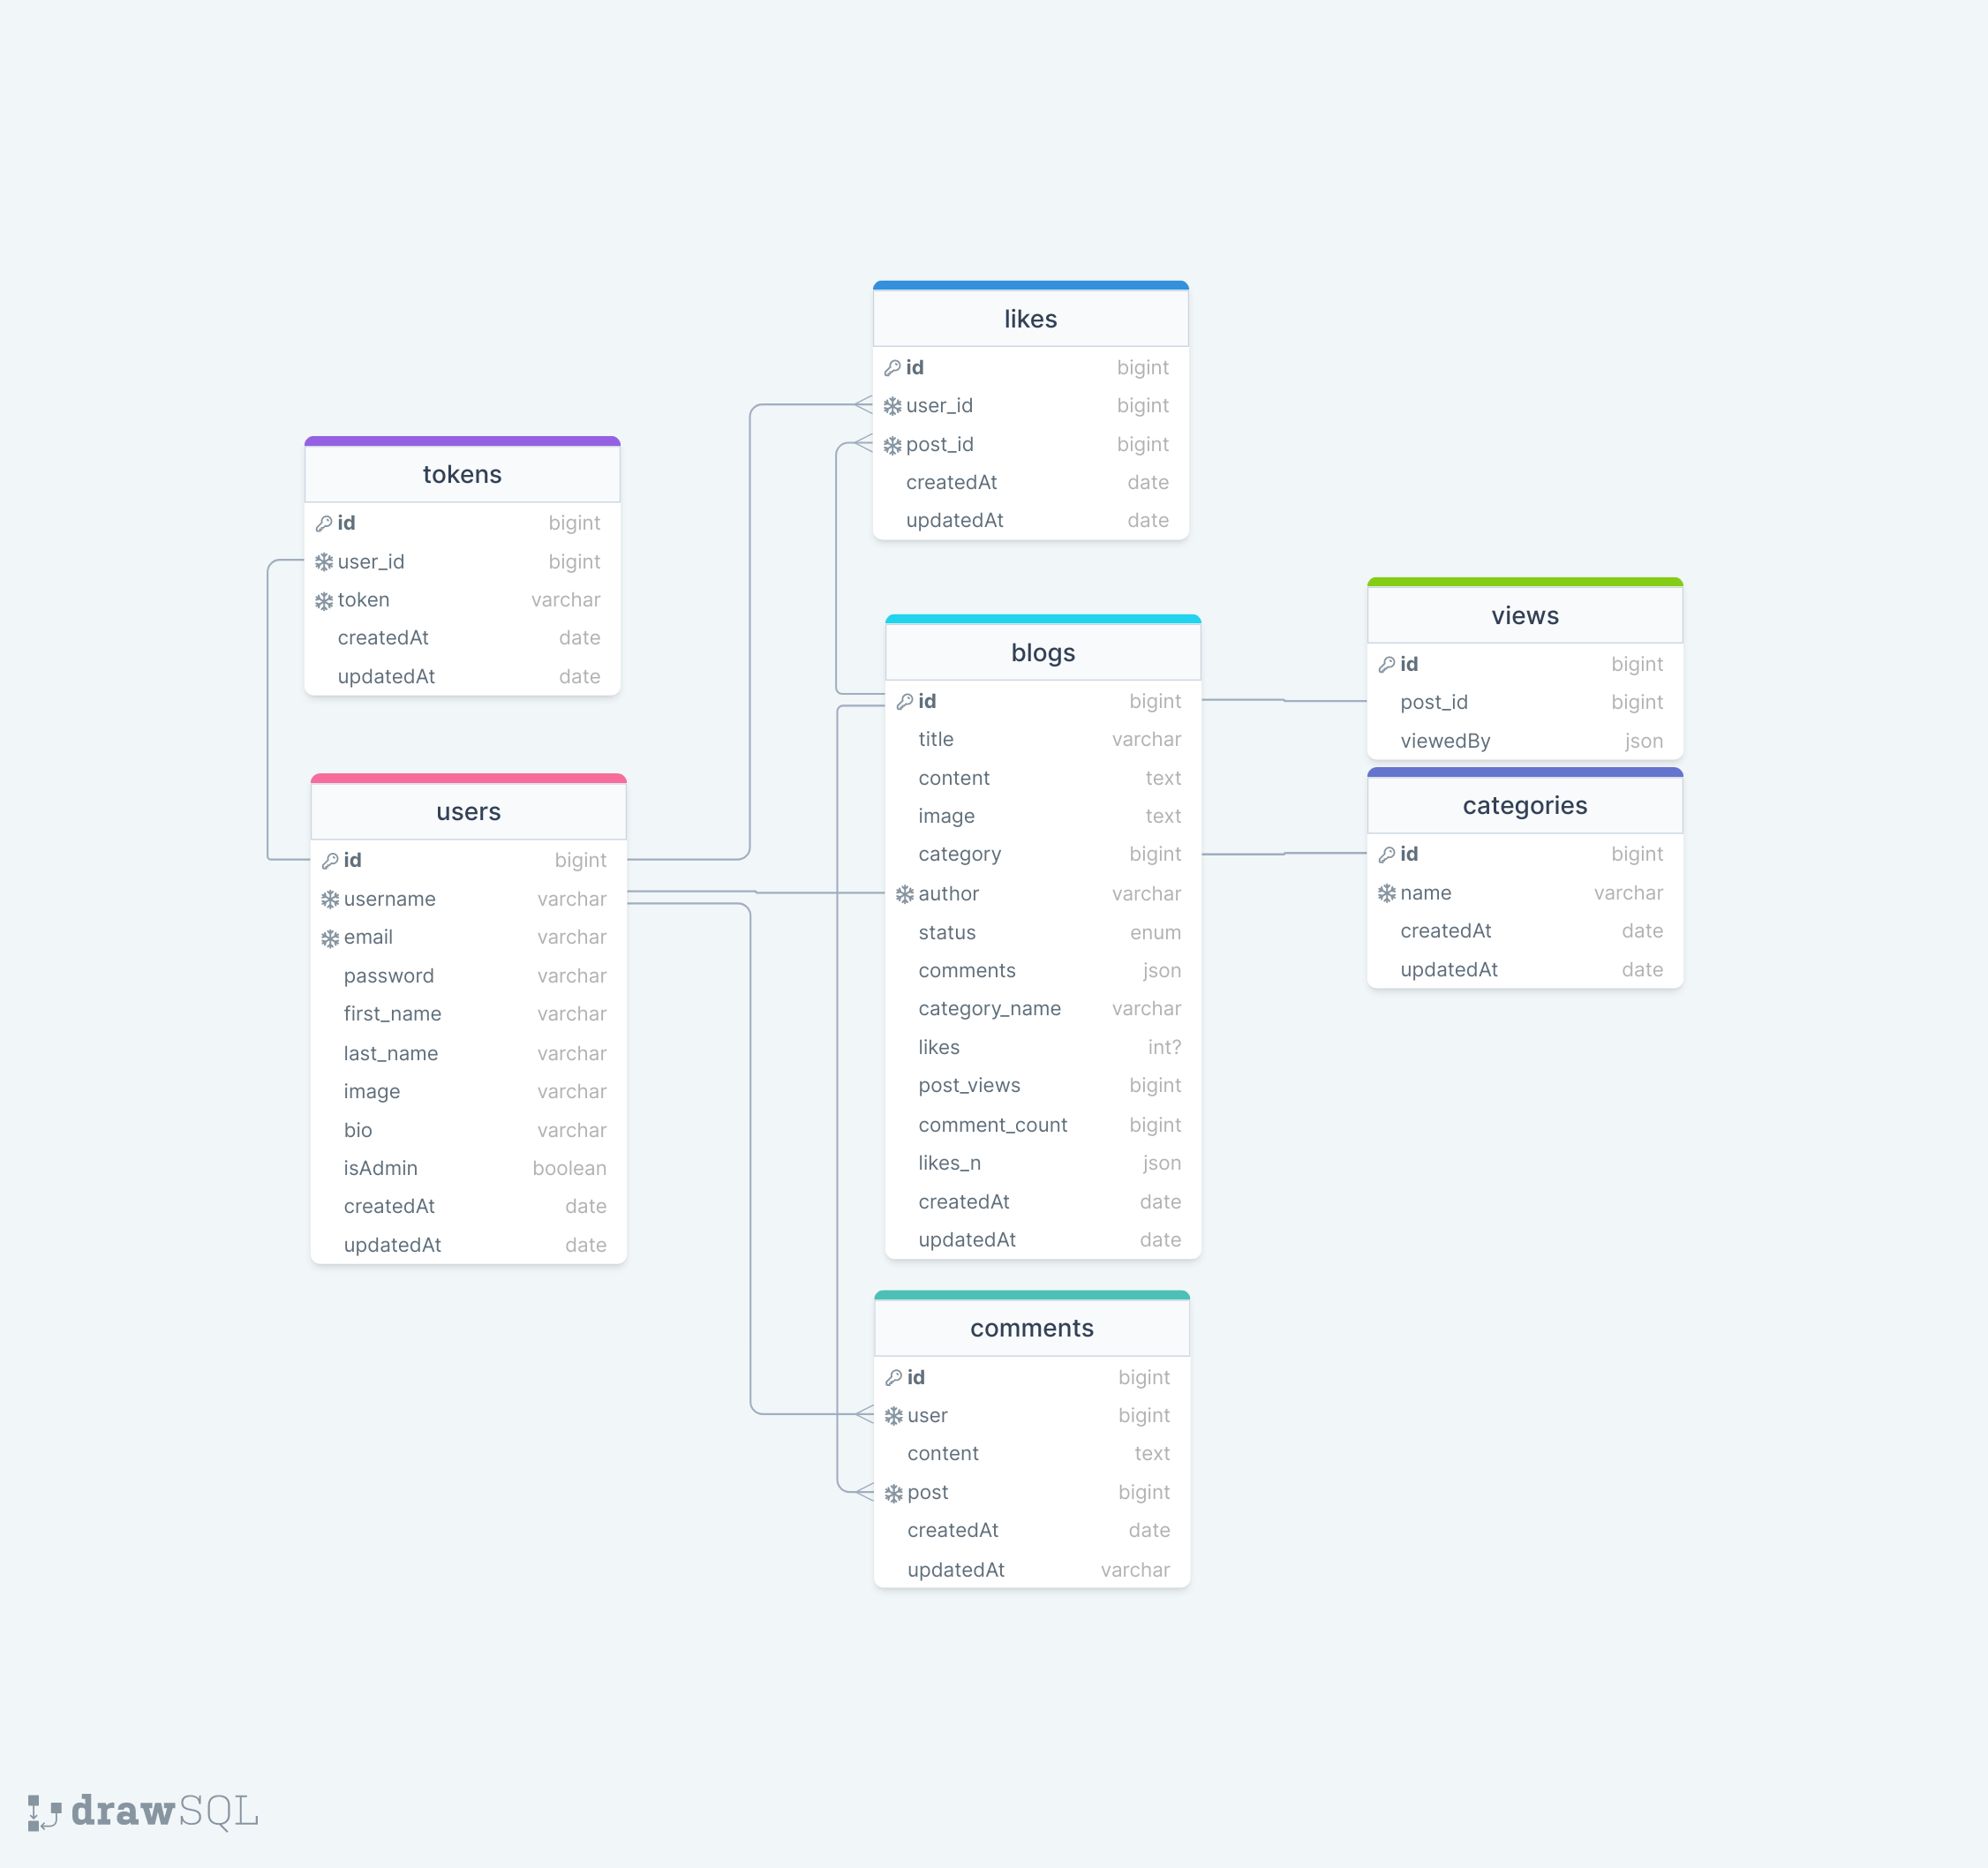 likes
id bigint
user_id bigint
post_id bigint
createdAt date
updatedAt date
tokens
id bigint
user_id bigint
token varchar
createdAt date
updatedAt date
views
id bigint
post_id bigint
viewedBy json
blogs
id bigint
title varchar
content text
image text
category bigint
author varchar
status enum
comments json
category_name varchar
likes int?
post_views bigint
comment_count bigint
likes_n json
createdAt date
updatedAt date
users
id bigint
username varchar
email varchar
password varchar
first_name varchar
last_name varchar
image varchar
bio varchar
isAdmin boolean
createdAt date
updatedAt date
categories
id bigint
name varchar
createdAt date
updatedAt date
comments
id bigint
user bigint
content text
post bigint
createdAt date
updatedAt varchar
drawSQL